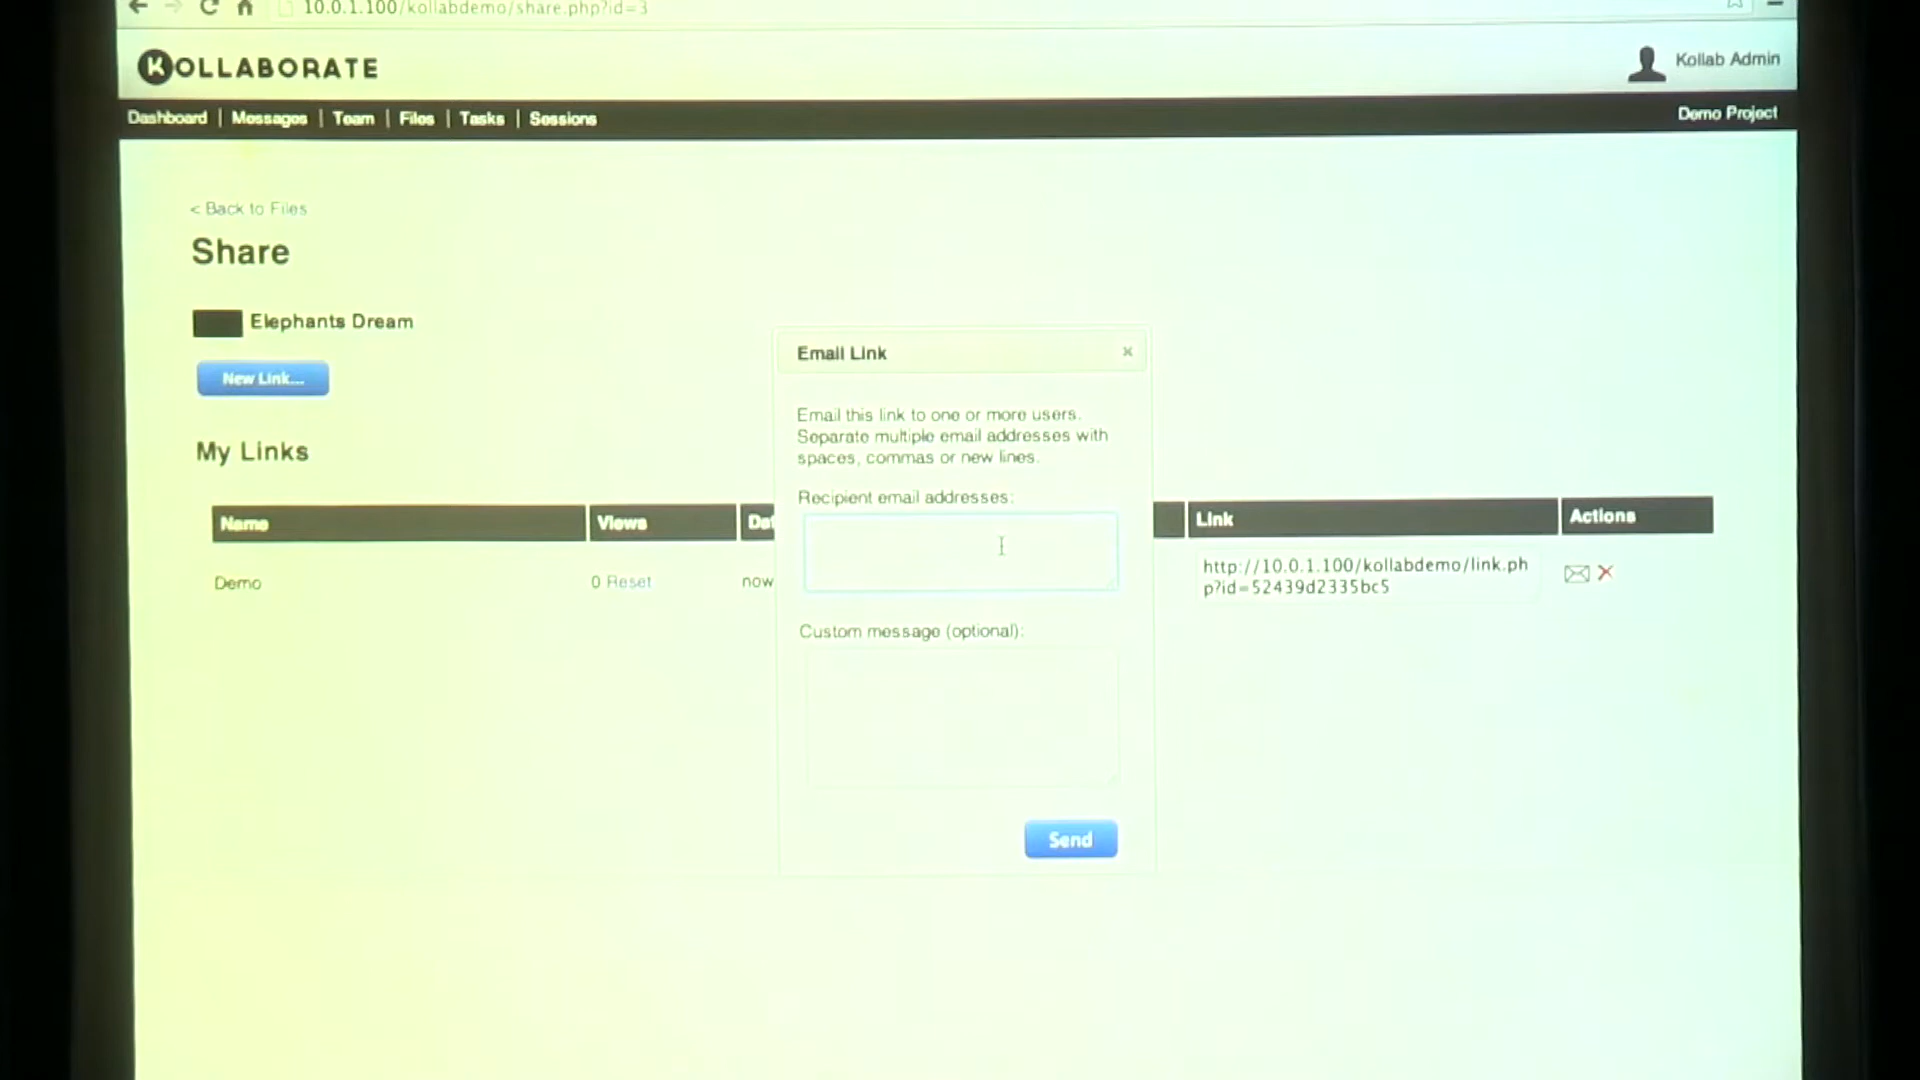 10.0.1.100/kollabdemo/share.php?id=3
KOLLABORATE
Kollab Admin
Dashboard | Messages | Team | Files | Tasks | Sessions
Demo Project
< Back to Files
Share
Elephants Dream
New Link...
My Links
Name
Views
Dat
Link
Actions
Demo
0 Reset
now
http://10.0.1.100/kollabdemo/link.ph
p?id=52439d2335bc5
Email Link
×
Email this link to one or more users.
Separate multiple email addresses with
spaces, commas or new lines.
Recipient email addresses:
Custom message (optional):
Send